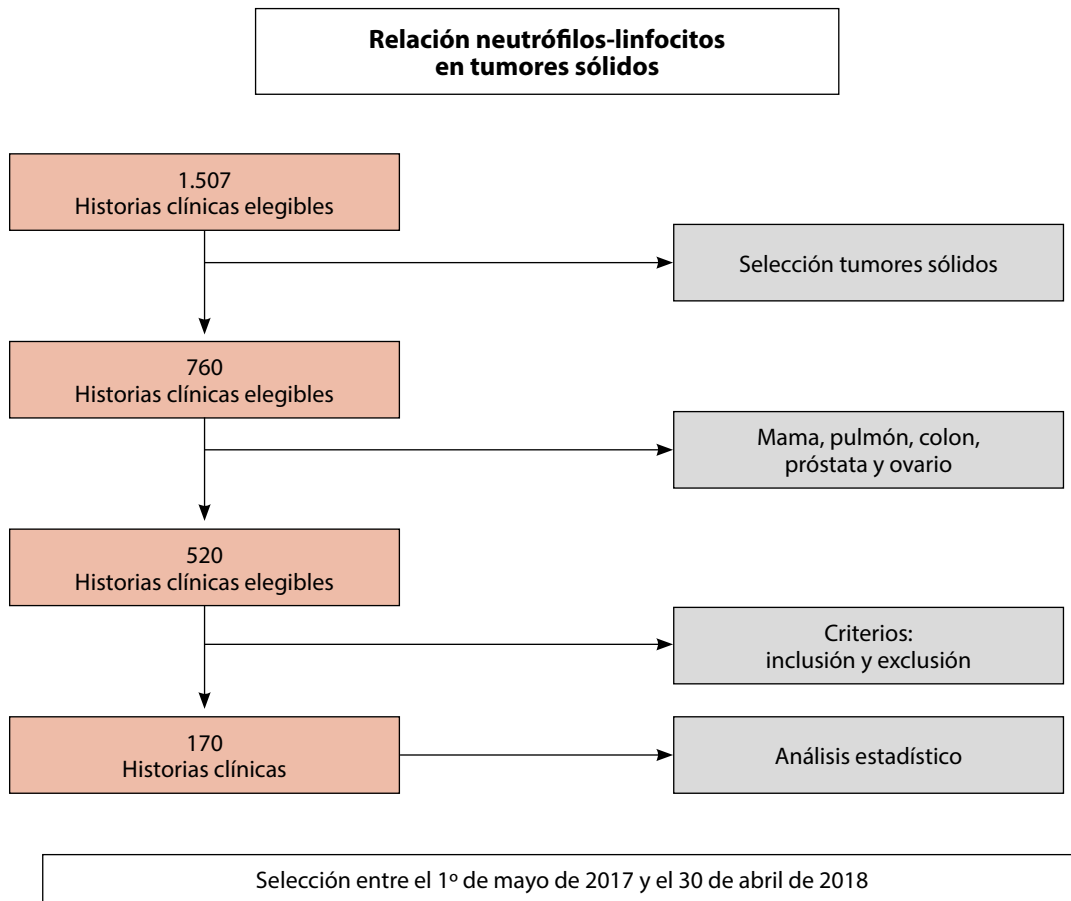 Relación neutrófilos-linfocitos
en tumores sólidos
1.507
Historias clínicas elegibles
Selección tumores sólidos
760
Historias clínicas elegibles
Mama, pulmón, colon,
próstata y ovario
520
Historias clínicas elegibles
Criterios:
inclusión y exclusión
170
Historias clínicas
Análisis estadístico
Selección entre el 1º de mayo de 2017 y el 30 de abril de 2018